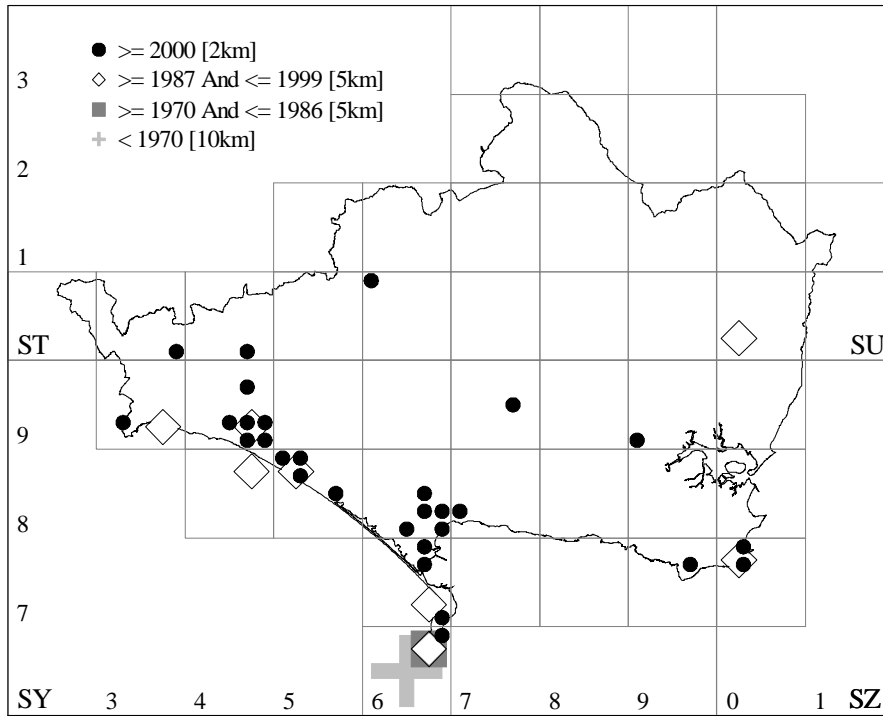 >= 2000 [2km]
>= 1987 And <= 1999 [5km]
>= 1970 And <= 1986 [5km]
< 1970 [10km]
3
2
1
ST SU
9
8
7
SY 3 4 5 6 7 8 9 0 1 SZ